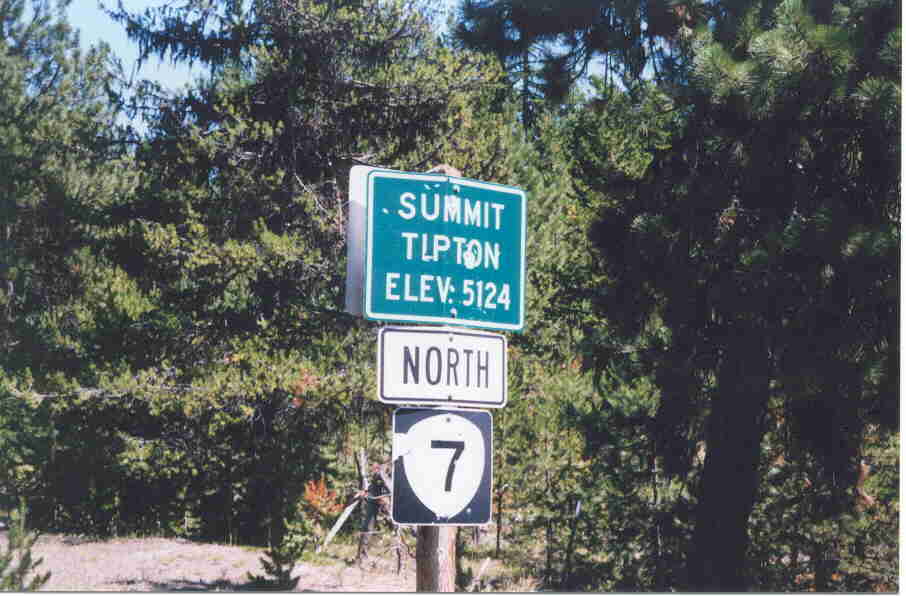 SUMMIT
TIPTON
ELEV. 5124
NORTH
7